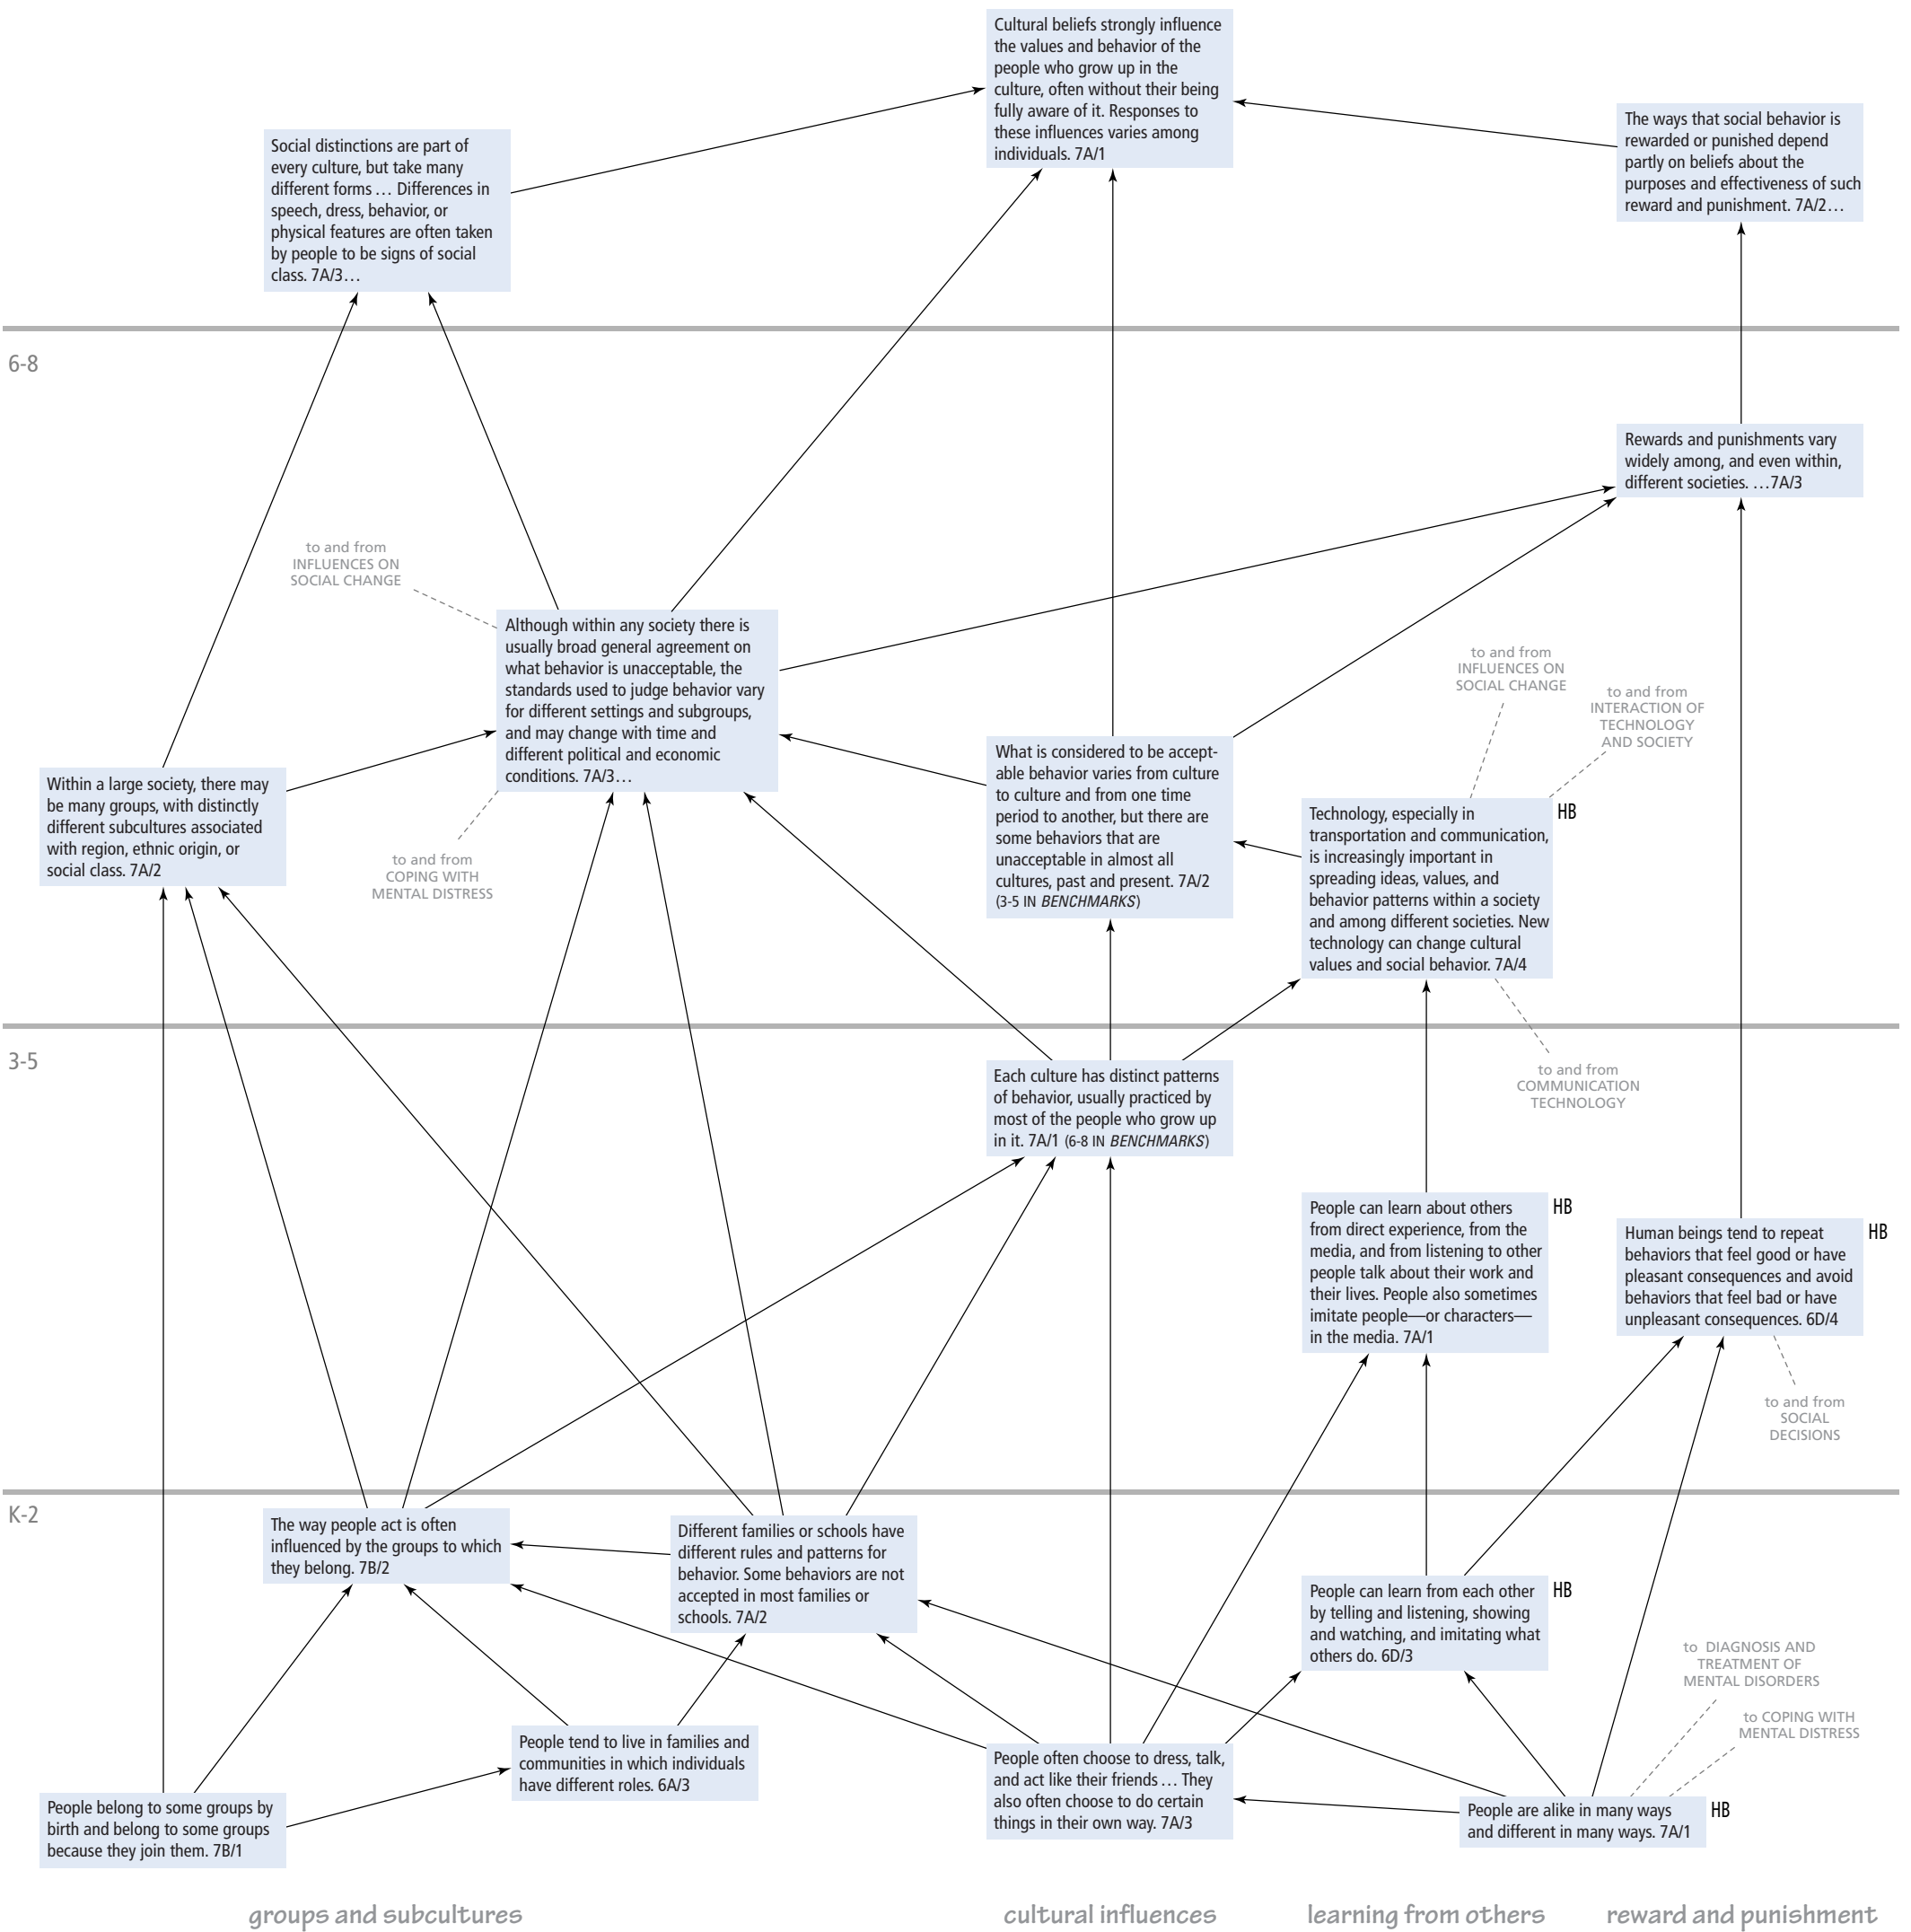 Cultural beliefs strongly influence
the values and behavior of the
people who grow up in the
culture, often without their being
fully aware of it. Responses to
these influences varies among
individuals. 7A/1
Social distinctions are part of
every culture, but take many
different forms … Differences in
speech, dress, behavior, or
physical features are often taken
by people to be signs of social
class. 7A/3…
The ways that social behavior is
rewarded or punished depend
partly on beliefs about the
purposes and effectiveness of such
reward and punishment. 7A/2…
6-8
Rewards and punishments vary
widely among, and even within,
different societies. …7A/3
to and from
INFLUENCES ON
SOCIAL CHANGE
Although within any society there is
usually broad general agreement on
what behavior is unacceptable, the
standards used to judge behavior vary
for different settings and subgroups,
and may change with time and
different political and economic
conditions. 7A/3…
to and from
INFLUENCES ON
SOCIAL CHANGE
to and from
INTERACTION OF
TECHNOLOGY
AND SOCIETY
Within a large society, there may
be many groups, with distinctly
different subcultures associated
with region, ethnic origin, or
social class. 7A/2
to and from
COPING WITH
MENTAL DISTRESS
What is considered to be accept-
able behavior varies from culture
to culture and from one time
period to another, but there are
some behaviors that are
unacceptable in almost all
cultures, past and present. 7A/2
(3-5 IN BENCHMARKS)
Technology, especially in
transportation and communication,
is increasingly important in
spreading ideas, values, and
behavior patterns within a society
and among different societies. New
technology can change cultural
values and social behavior. 7A/4
HB
3-5
Each culture has distinct patterns
of behavior, usually practiced by
most of the people who grow up
in it. 7A/1 (6-8 IN BENCHMARKS)
to and from
COMMUNICATION
TECHNOLOGY
People can learn about others
from direct experience, from the
media, and from listening to other
people talk about their work and
their lives. People also sometimes
imitate people—or characters—
in the media. 7A/1
HB
Human beings tend to repeat
behaviors that feel good or have
pleasant consequences and avoid
behaviors that feel bad or have
unpleasant consequences. 6D/4
HB
to and from
SOCIAL
DECISIONS
K-2
The way people act is often
influenced by the groups to which
they belong. 7B/2
Different families or schools have
different rules and patterns for
behavior. Some behaviors are not
accepted in most families or
schools. 7A/2
People can learn from each other
by telling and listening, showing
and watching, and imitating what
others do. 6D/3
HB
to DIAGNOSIS AND
TREATMENT OF
MENTAL DISORDERS
to COPING WITH
MENTAL DISTRESS
People tend to live in families and
communities in which individuals
have different roles. 6A/3
People belong to some groups by
birth and belong to some groups
because they join them. 7B/1
People often choose to dress, talk,
and act like their friends … They
also often choose to do certain
things in their own way. 7A/3
People are alike in many ways
and different in many ways. 7A/1
HB
groups and subcultures
cultural influences
learning from others
reward and punishment